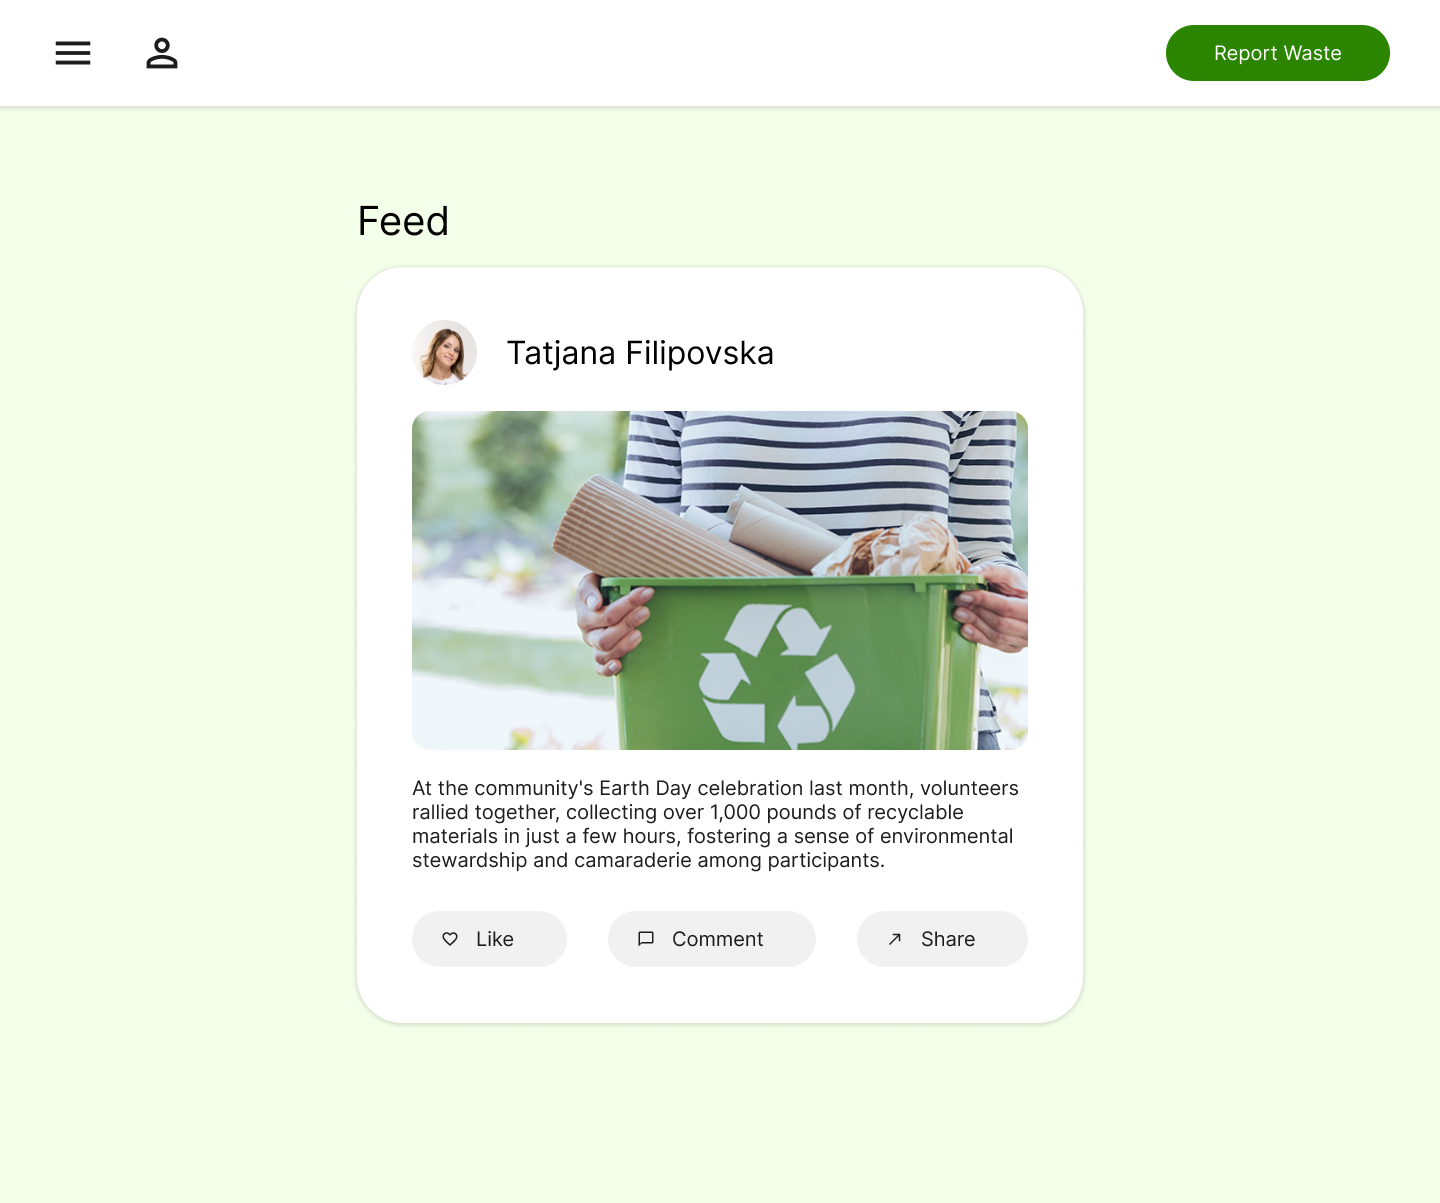 Report Waste
Feed
Tatjana Filipovska
At the community's Earth Day celebration last month, volunteers
rallied together, collecting over 1,000 pounds of recyclable
materials in just a few hours, fostering a sense of environmental
stewardship and camaraderie among participants.
Like
Comment
Share